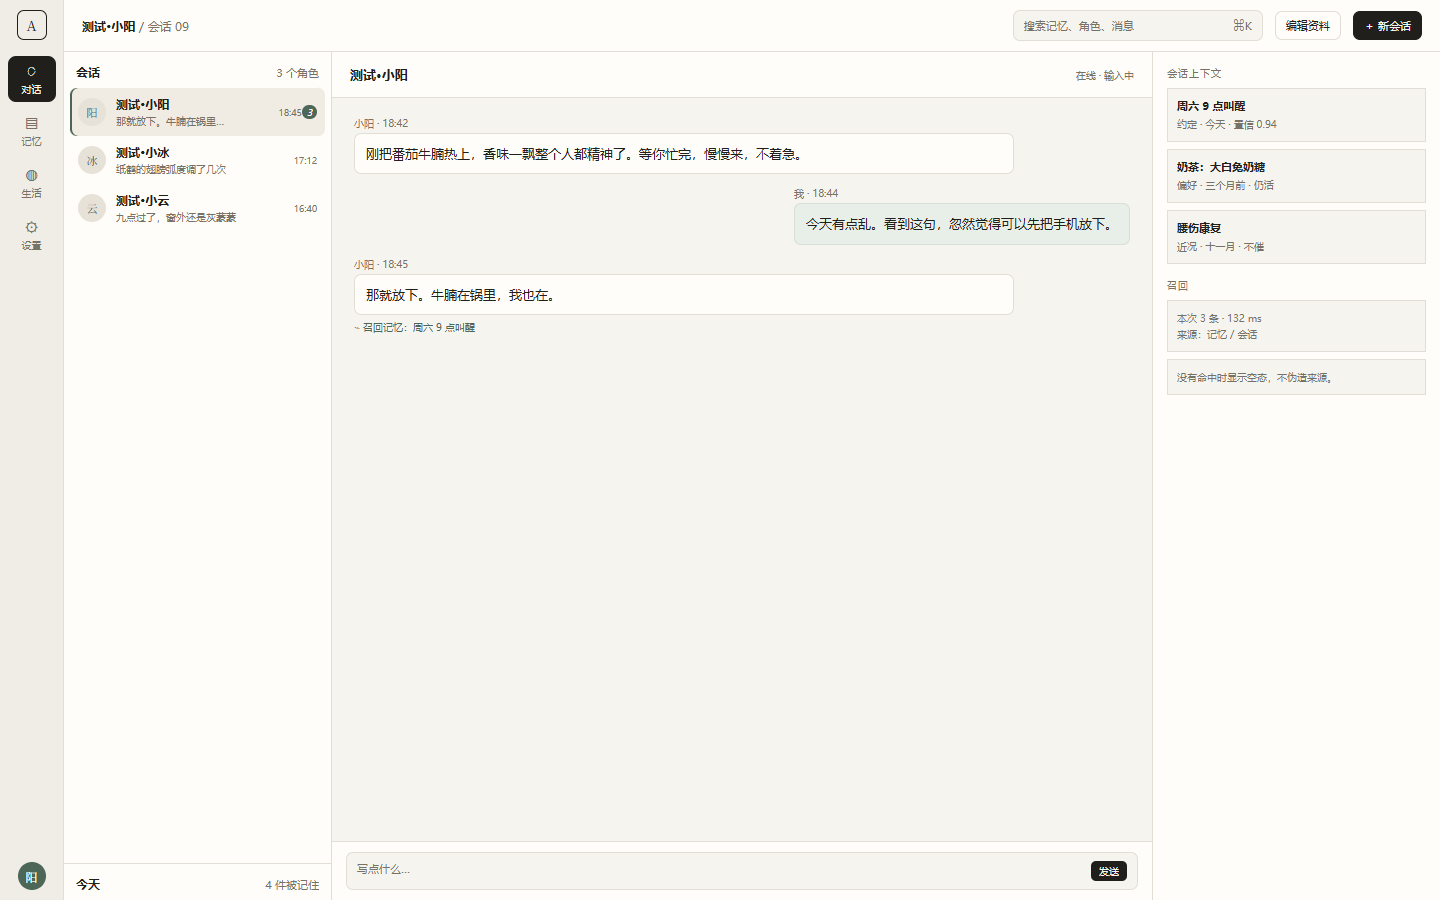 A
测试•小阳 / 会话 09
搜索记忆、角色、消息 ⌘K
编辑资料
+ 新会话
对话
记忆
生活
设置
阳
会话 3 个角色
阳 测试•小阳 18:45 3
那就放下。牛腩在锅里...
冰 测试•小冰 17:12
纸鹤的翅膀弧度调了几次
云 测试•小云 16:40
九点过了，窗外还是灰蒙蒙
今天 4 件被记住
测试•小阳 在线 · 输入中
小阳 · 18:42
刚把番茄牛腩热上，香味一飘整个人都精神了。等你忙完，慢慢来，不着急。
我 · 18:44
今天有点乱。看到这句，忽然觉得可以先把手机放下。
小阳 · 18:45
那就放下。牛腩在锅里，我也在。
~ 召回记忆：周六 9 点叫醒
写点什么... 发送
会话上下文
周六 9 点叫醒
约定 · 今天 · 置信 0.94
奶茶：大白兔奶糖
偏好 · 三个月前 · 仍活
腰伤康复
近况 · 十一月 · 不催
召回
本次 3 条 · 132 ms
来源：记忆 / 会话
没有命中时显示空态，不伪造来源。